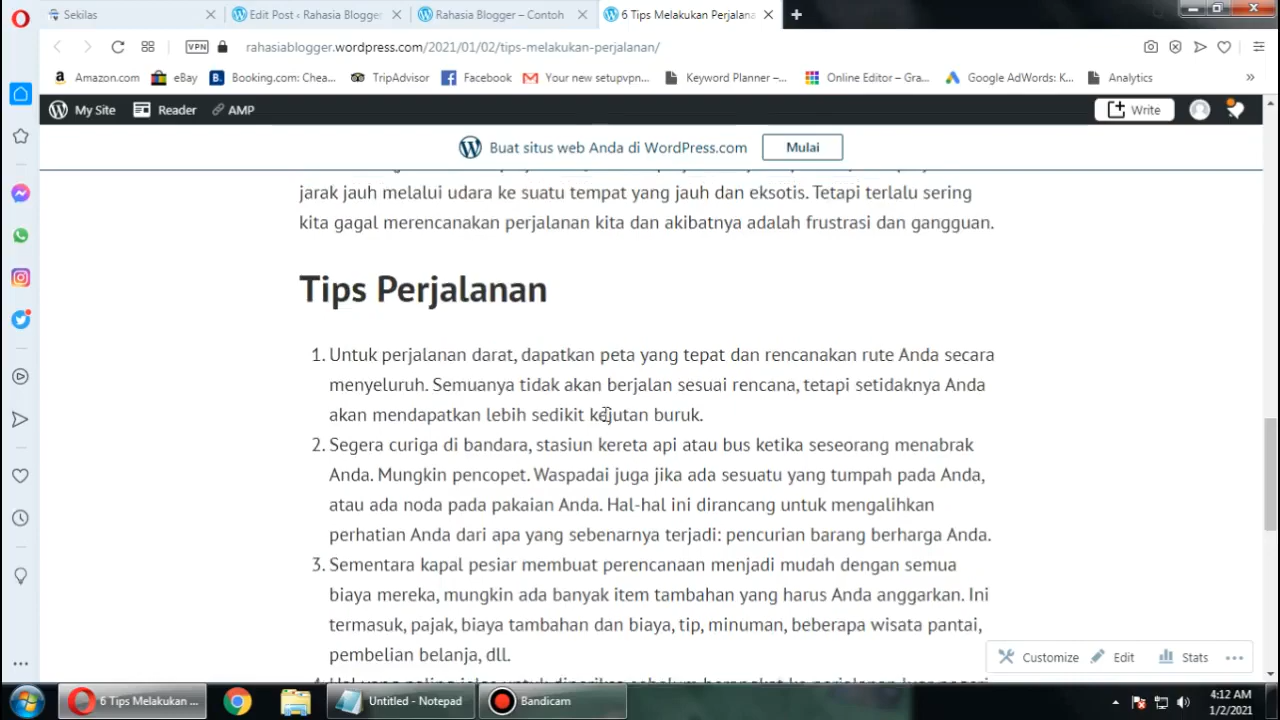 Sekilas
Edit Post ‹ Rahasia Blogger
Rahasia Blogger – Contoh
6 Tips Melakukan Perjalana
VPN
rahasiablogger.wordpress.com/2021/01/02/tips-melakukan-perjalanan/
Amazon.com
eBay
Booking.com: Chea...
TripAdvisor
Facebook
Your new setupvpn...
Keyword Planner –...
Online Editor – Gra...
Google AdWords: K...
Analytics
»
My Site
Reader
AMP
Write
Buat situs web Anda di WordPress.com
Mulai
jarak jauh melalui udara ke suatu tempat yang jauh dan eksotis. Tetapi terlalu sering
kita gagal merencanakan perjalanan kita dan akibatnya adalah frustrasi dan gangguan.
Tips Perjalanan
1. Untuk perjalanan darat, dapatkan peta yang tepat dan rencanakan rute Anda secara
menyeluruh. Semuanya tidak akan berjalan sesuai rencana, tetapi setidaknya Anda
akan mendapatkan lebih sedikit kejutan buruk.
2. Segera curiga di bandara, stasiun kereta api atau bus ketika seseorang menabrak
Anda. Mungkin pencopet. Waspadai juga jika ada sesuatu yang tumpah pada Anda,
atau ada noda pada pakaian Anda. Hal-hal ini dirancang untuk mengalihkan
perhatian Anda dari apa yang sebenarnya terjadi: pencurian barang berharga Anda.
3. Sementara kapal pesiar membuat perencanaan menjadi mudah dengan semua
biaya mereka, mungkin ada banyak item tambahan yang harus Anda anggarkan. Ini
termasuk, pajak, biaya tambahan dan biaya, tip, minuman, beberapa wisata pantai,
pembelian belanja, dll.
Customize
Edit
Stats
6 Tips Melakukan ...
Untitled - Notepad
Bandicam
4:12 AM
1/2/2021